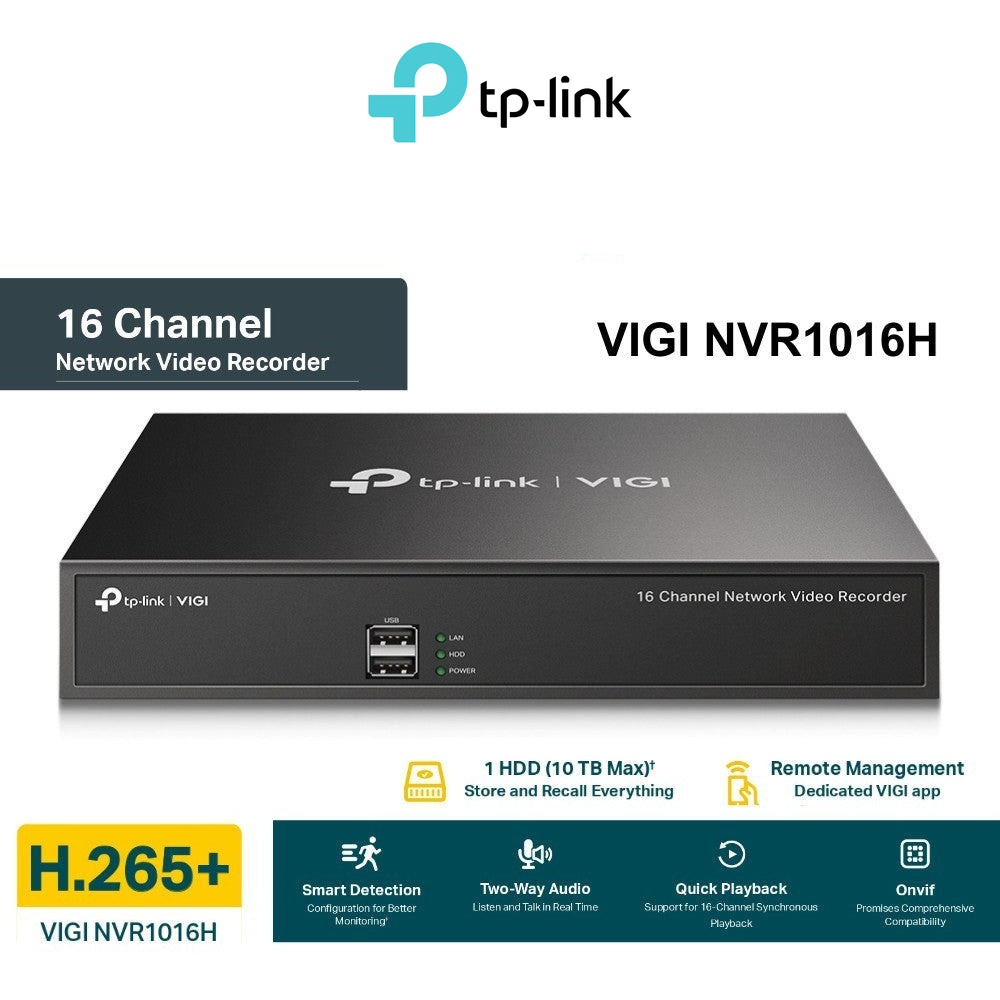 tp-link
16 Channel
Network Video Recorder
VIGI NVR1016H
tp-link | VIGI
tp-link | VIGI
16 Channel Network Video Recorder
USB
LAN
HDD
POWER
1 HDD (10 TB Max)†
Store and Recall Everything
Remote Management
Dedicated VIGI app
H.265+
VIGI NVR1016H
Smart Detection
Configuration for Better
Monitoring†
Two-Way Audio
Listen and Talk in Real Time
Quick Playback
Support for 16-Channel Synchronous
Playback
Onvif
Promises Comprehensive
Compatibility